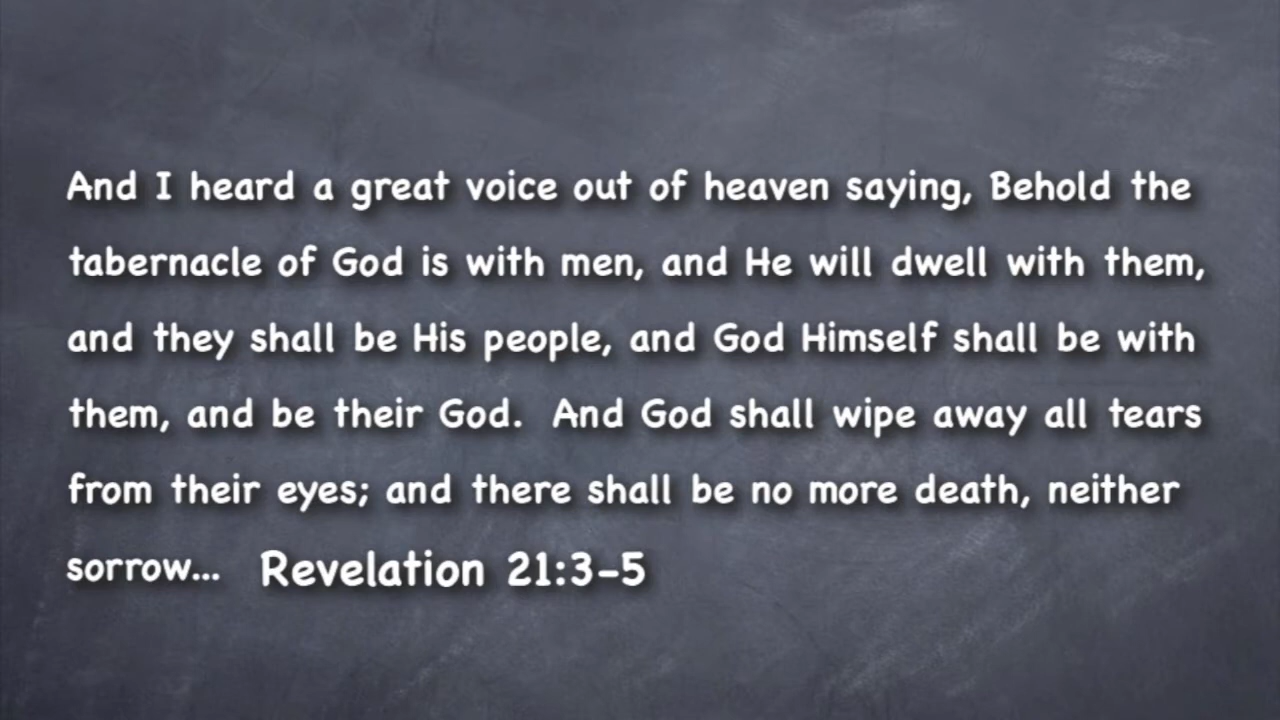 And I heard a great voice out of heaven saying, Behold the
tabernacle of God is with men, and He will dwell with them,
and they shall be His people, and God Himself shall be with
them, and be their God.  And God shall wipe away all tears
from their eyes; and there shall be no more death, neither
sorrow...  Revelation 21:3-5